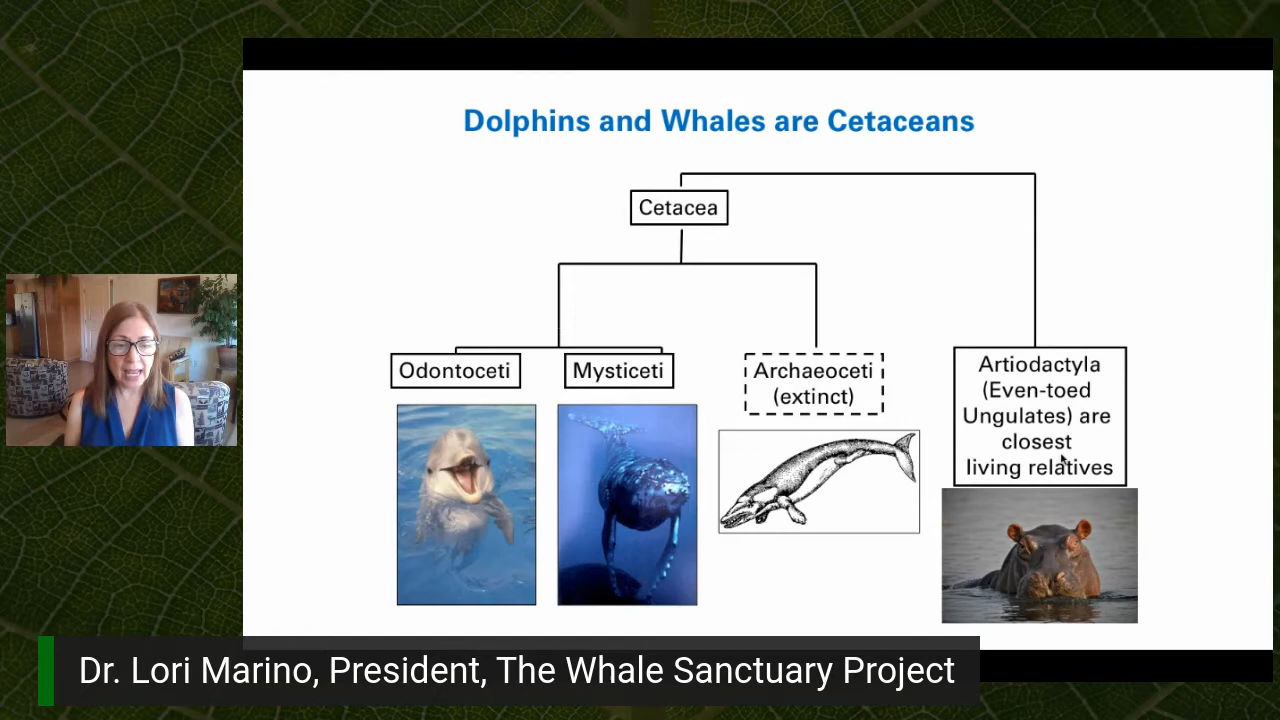 Dolphins and Whales are Cetaceans
Cetacea
Odontoceti
Mysticeti
Archaeoceti
(extinct)
Artiodactyla
(Even-toed
Ungulates) are
closest
living relatives
Dr. Lori Marino, President, The Whale Sanctuary Project